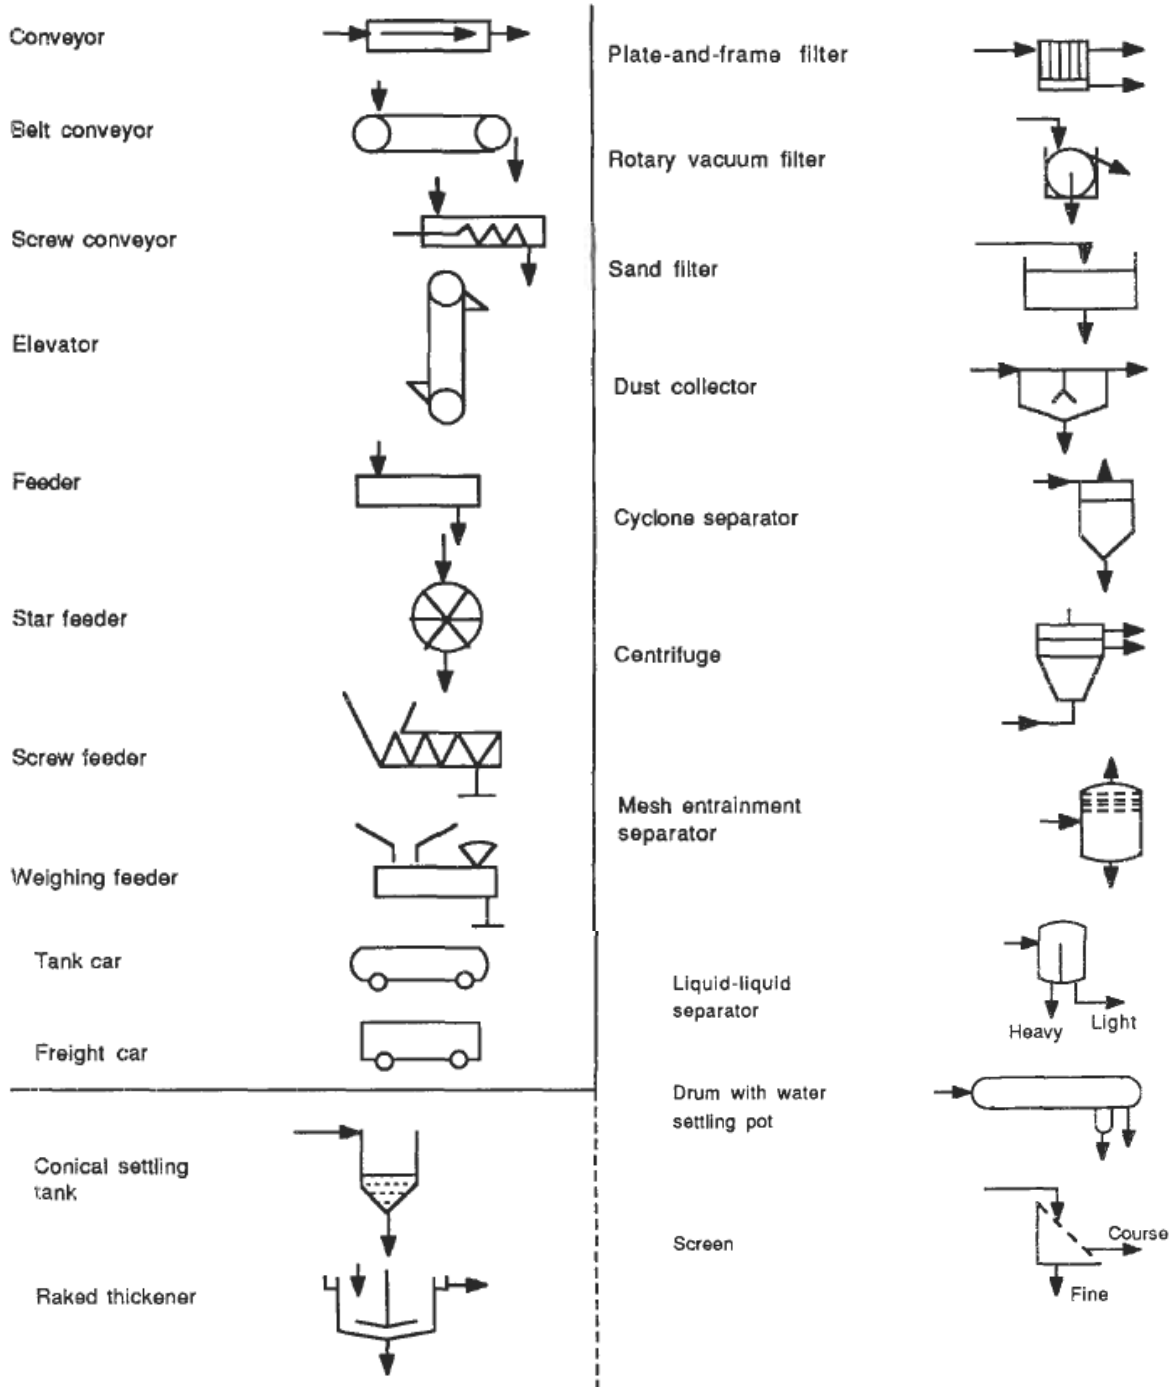 Conveyor
Belt conveyor
Screw conveyor
Elevator
Feeder
Star feeder
Screw feeder
Weighing feeder
Tank car
Freight car
Conical settling
tank
Raked thickener
Plate-and-frame filter
Rotary vacuum filter
Sand filter
Dust collector
Cyclone separator
Centrifuge
Mesh entrainment
separator
Liquid-liquid
separator
Heavy
Light
Drum with water
settling pot
Screen
Course
Fine